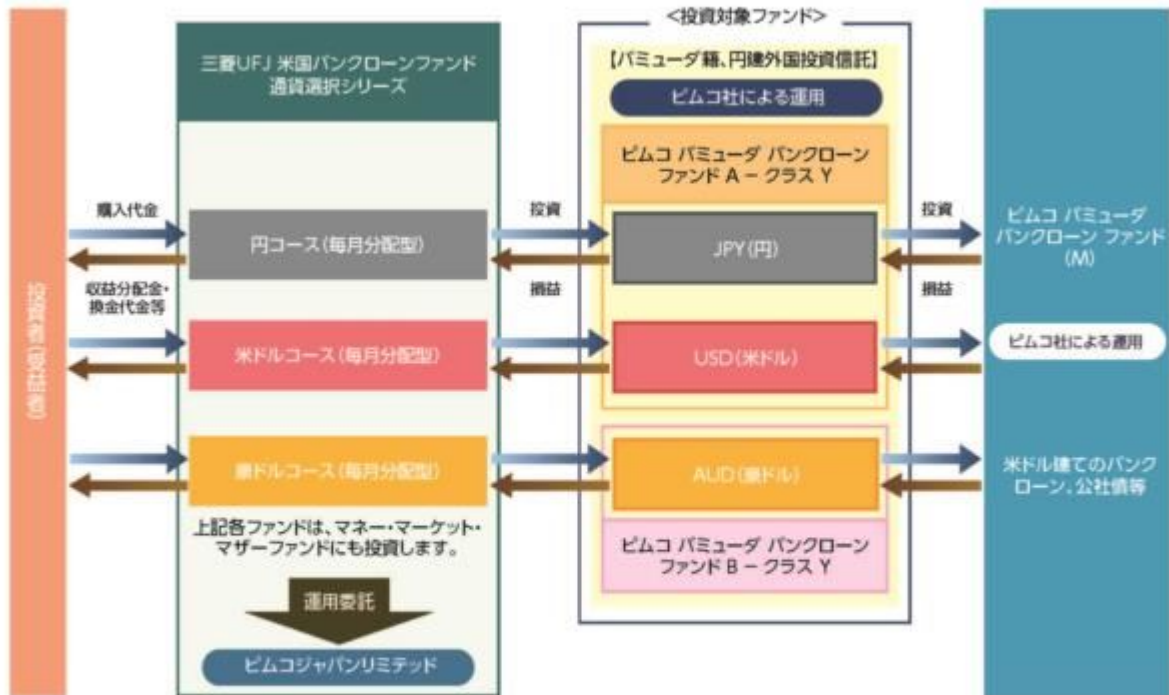 三菱UFJ 米国バンクローンファンド
通貨選択シリーズ
<投資対象ファンド>
【バミューダ籍、円建外国投資信託】
ピムコ社による運用
ピムコ バミューダ バンクローン
ファンド A － クラス Y
購入代金
円コース(毎月分配型)
投資
JPY(円)
投資
ピムコ バミューダ
バンクローン ファンド
(M)
収益分配金・
換金代金等
損益
損益
米ドルコース(毎月分配型)
USD(米ドル)
ピムコ社による運用
豪ドルコース(毎月分配型)
AUD(豪ドル)
米ドル建てのバンク
ローン、公社債等
上記各ファンドは、マネー・マーケット・
マザーファンドにも投資します。
ピムコ バミューダ バンクローン
ファンド B － クラス Y
運用委託
ピムコジャパンリミテッド